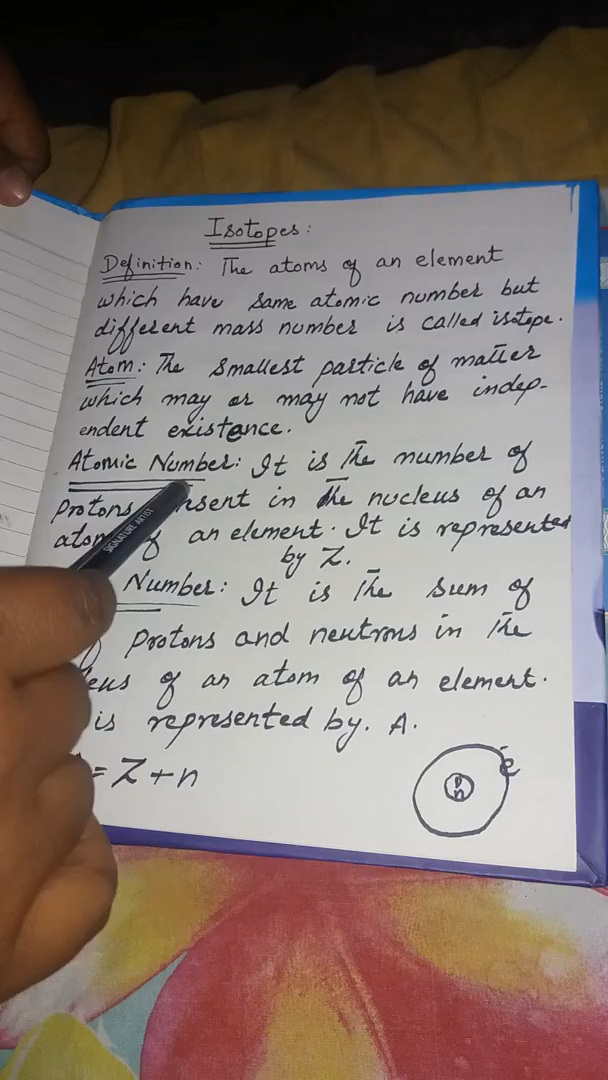 Isotopes:
Definition: The atoms of an element
which have same atomic number but
different mass number is called isotope.
Atom: The smallest particle of matter
which may or may not have indep-
endent existance.
Atomic Number: It is the number of
Protons in the nucleus of an
an element. It is represented
by Z.
Number: It is the sum of
Protons and neutrons in the
of an atom of an element.
is represented by. A.
= Z + n
e
p
n
SIGNATURE ARTIST